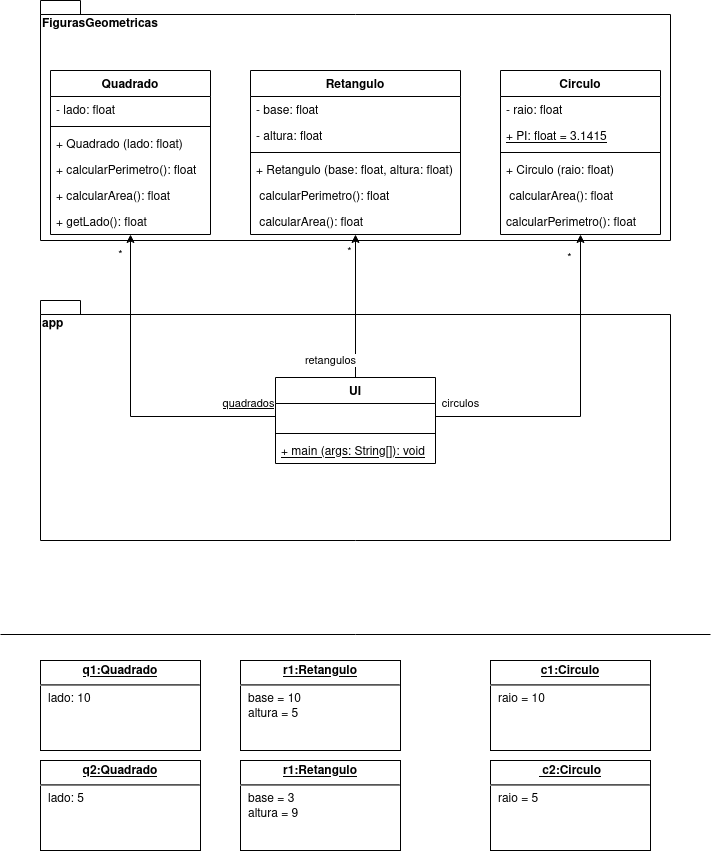 FigurasGeometricas
Quadrado
- lado: float
+ Quadrado (lado: float)
+ calcularPerimetro(): float
+ calcularArea(): float
+ getLado(): float
Retangulo
- base: float
- altura: float
+ Retangulo (base: float, altura: float)
calcularPerimetro(): float
calcularArea(): float
Circulo
- raio: float
+ PI: float = 3.1415
+ Circulo (raio: float)
calcularArea(): float
calcularPerimetro(): float
*
*
*
app
retangulos
quadrados
UI
circulos
+ main (args: String[]): void
q1:Quadrado
lado: 10
r1:Retangulo
base = 10
altura = 5
c1:Circulo
raio = 10
q2:Quadrado
lado: 5
r1:Retangulo
base = 3
altura = 9
c2:Circulo
raio = 5